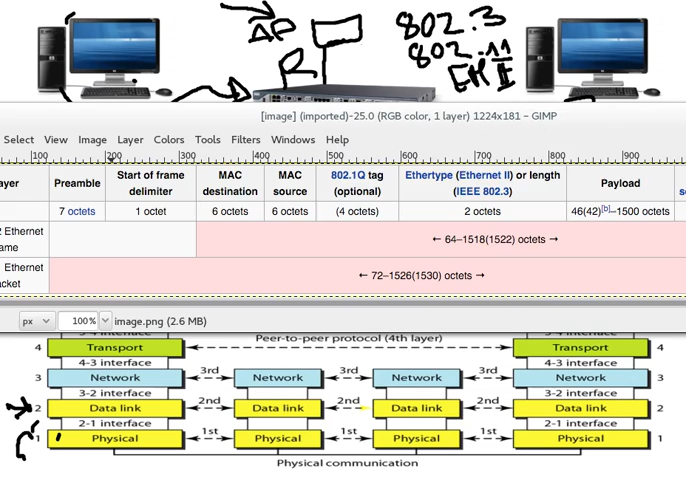 AP
802.3
802.11
R
ETH II
[image] (imported)-25.0 (RGB color, 1 layer) 1224x181 – GIMP
Select View Image Layer Colors Tools Filters Windows Help
100 200 300 400 500 600 700 800 900
ayer Preamble Start of frame delimiter MAC destination MAC source 802.1Q tag (optional) Ethertype (Ethernet II) or length (IEEE 802.3) Payload
7 octets 1 octet 6 octets 6 octets (4 octets) 2 octets 46(42)[b]–1500 octets
2 Ethernet
ame
← 64–1518(1522) octets →
Ethernet
acket
← 72–1526(1530) octets →
px 100% image.png (2.6 MB)
Peer-to-peer protocol (4th layer)
4 Transport Transport 4
4-3 interface 4-3 interface
3 Network 3rd Network 3rd Network 3rd Network 3
3-2 interface 3-2 interface
2 Data link 2nd Data link 2nd Data link 2nd Data link 2
2-1 interface 2-1 interface
1 Physical 1st Physical 1st Physical 1st Physical 1
Physical communication